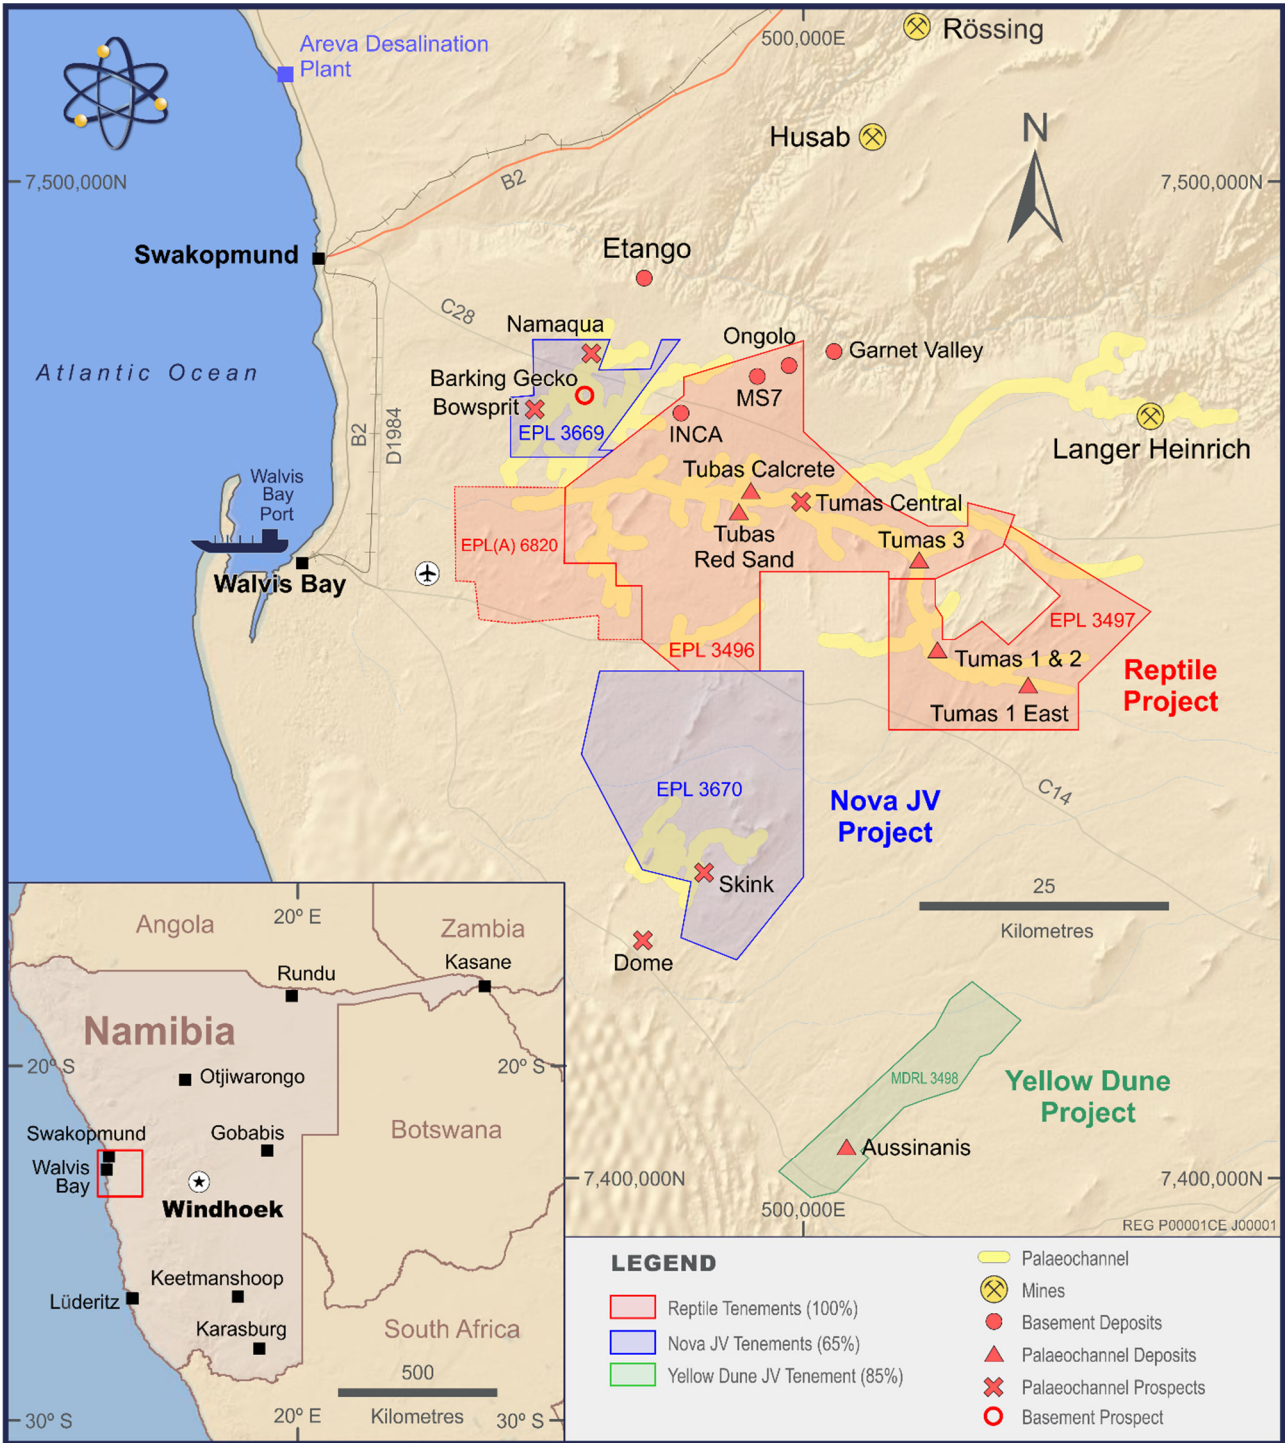 Areva Desalination
Plant
500,000E
Rössing
Husab
N
7,500,000N
7,500,000N
B2
Swakopmund
Etango
C28
Namaqua
Ongolo
Garnet Valley
Atlantic Ocean
Barking Gecko
MS7
Bowsprit
B2
D1984
EPL 3669
INCA
Langer Heinrich
Tubas Calcrete
Walvis
Bay
Port
Tumas Central
Tubas
Red Sand
EPL(A) 6820
Tumas 3
Walvis Bay
EPL 3497
EPL 3496
Tumas 1 & 2
Reptile
Project
Tumas 1 East
EPL 3670
C14
Nova JV
Project
Skink
25
Kilometres
Dome
MDRL 3498
Yellow Dune
Project
Aussinanis
7,400,000N
7,400,000N
500,000E
REG P00001CE J00001
Angola
20° E
Zambia
Kasane
Rundu
Namibia
20° S
20° S
Otjiwarongo
Swakopmund
Gobabis
Botswana
Walvis
Bay
Windhoek
Keetmanshoop
Lüderitz
Karasburg
South Africa
500
Kilometres
30° S
20° E
30° S
LEGEND
Reptile Tenements (100%)
Nova JV Tenements (65%)
Yellow Dune JV Tenement (85%)
Palaeochannel
Mines
Basement Deposits
Palaeochannel Deposits
Palaeochannel Prospects
Basement Prospect